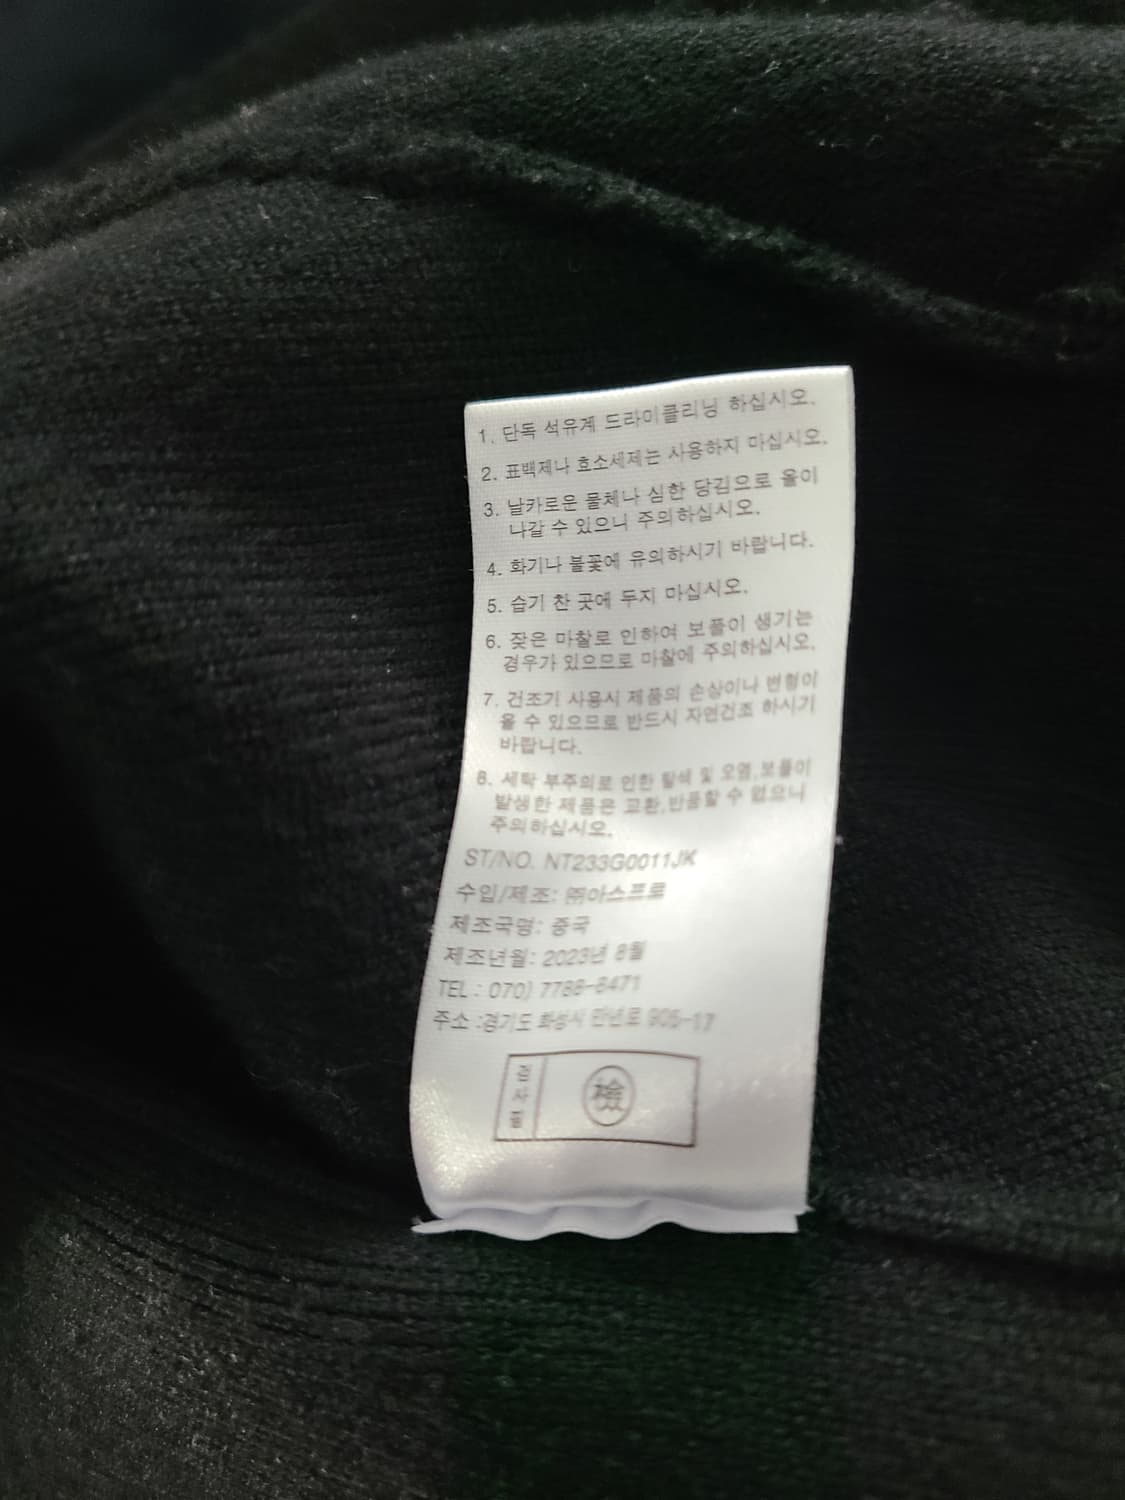 1. 단독 석유계 드라이클리닝 하십시오.
2. 표백제나 효소세제는 사용하지 마십시오.
3. 날카로운 물체나 심한 당김으로 올이
나갈 수 있으니 주의하십시오.
4. 화기나 불꽃에 유의하시기 바랍니다.
5. 습기 찬 곳에 두지 마십시오.
6. 잦은 마찰로 인하여 보풀이 생기는
경우가 있으므로 마찰에 주의하십시오.
7. 건조기 사용시 제품의 손상이나 변형이
올 수 있으므로 반드시 자연건조 하시기
바랍니다.
8. 세탁 부주의로 인한 탈색 및 오염,보풀이
발생한 제품은 교환,반품할 수 없으니
주의하십시오.
ST/NO. NT233G0011JK
수입/제조: ㈜아스프로
제조국명: 중국
제조년월: 2023년 8월
TEL : 070) 7788-8471
주소 :경기도 화성시 만년로 905-17
검사필
檢